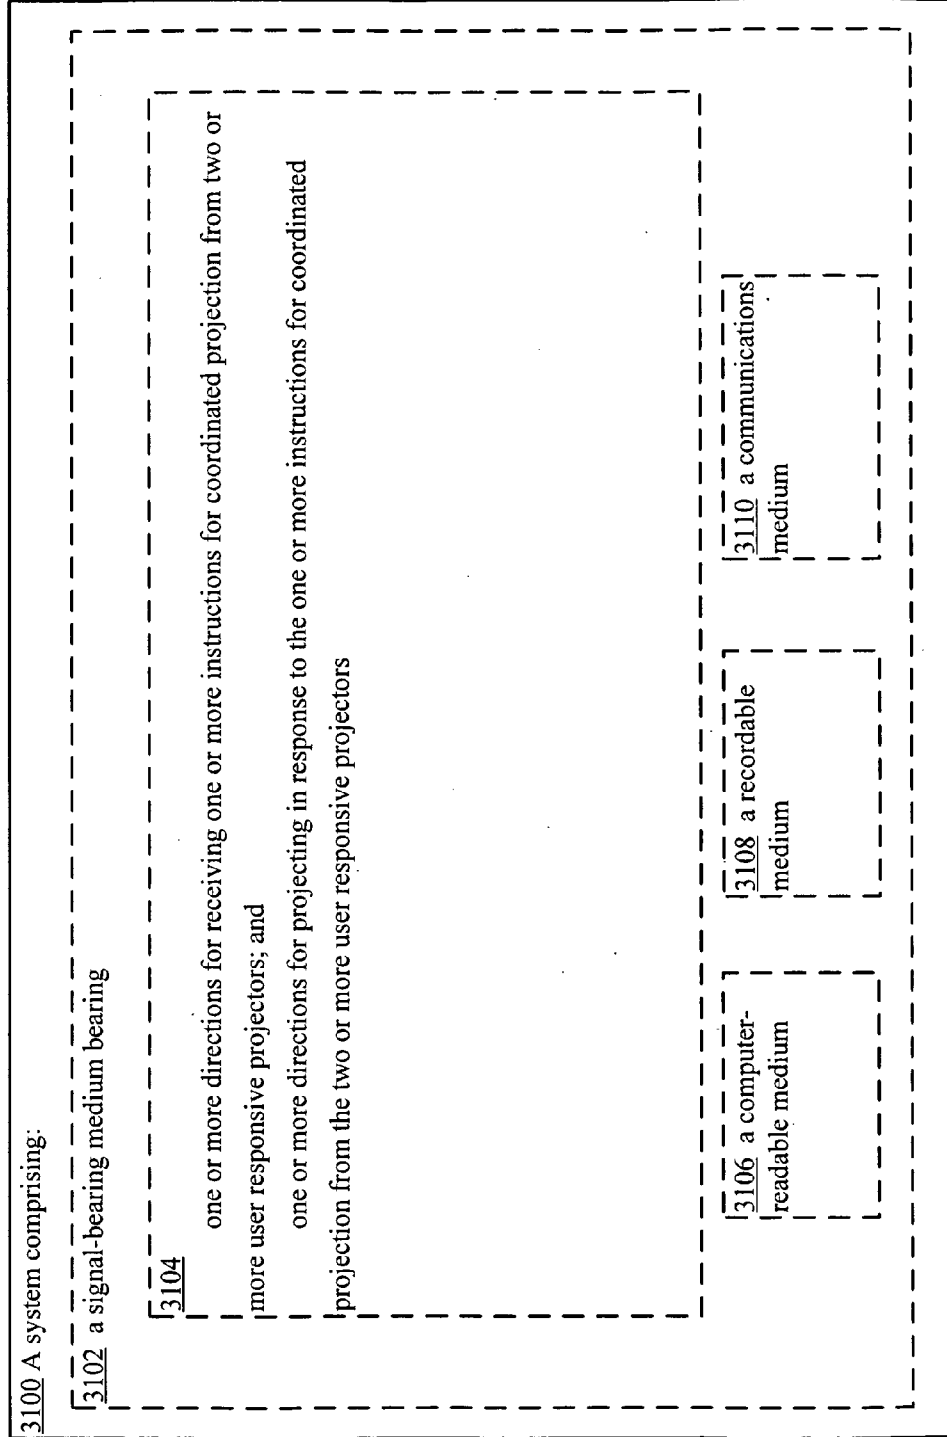 3100 A system comprising:
3102 a signal-bearing medium bearing
3104
one or more directions for receiving one or more instructions for coordinated projection from two or
more user responsive projectors; and
one or more directions for projecting in response to the one or more instructions for coordinated
projection from the two or more user responsive projectors
3106 a computer-
readable medium
3108 a recordable
medium
3110 a communications
medium